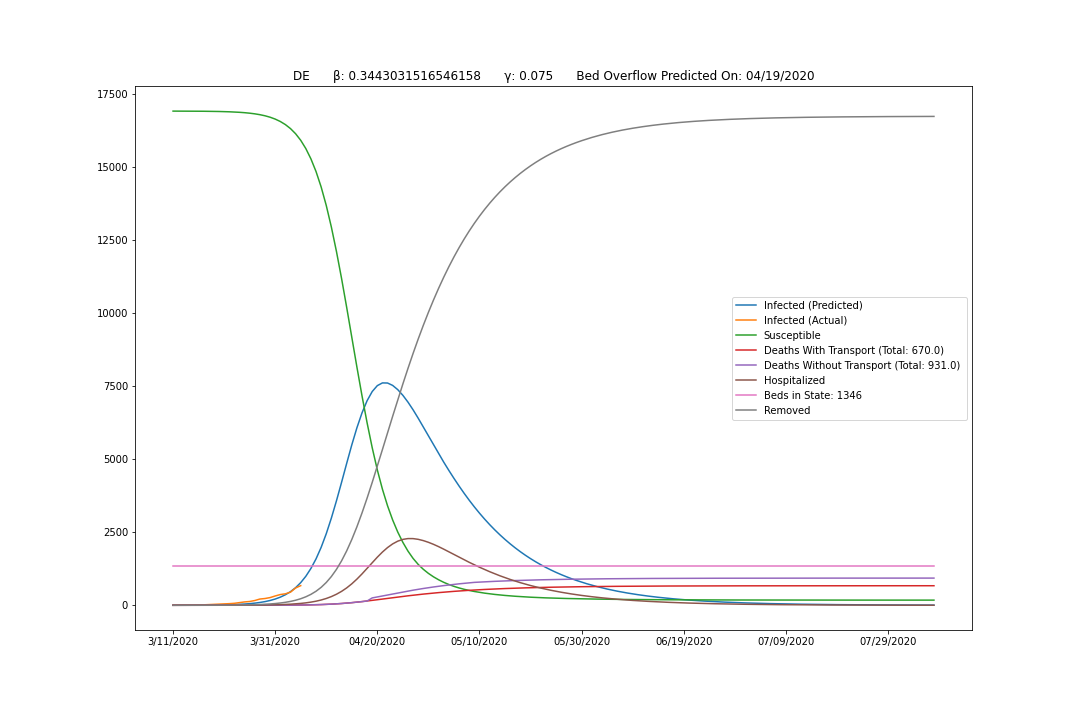 DE β: 0.3443031516546158 γ: 0.075 Bed Overflow Predicted On: 04/19/2020
17500
15000
12500
10000
7500
5000
2500
0
Infected (Predicted)
Infected (Actual)
Susceptible
Deaths With Transport (Total: 670.0)
Deaths Without Transport (Total: 931.0)
Hospitalized
Beds in State: 1346
Removed
3/11/2020 3/31/2020 04/20/2020 05/10/2020 05/30/2020 06/19/2020 07/09/2020 07/29/2020